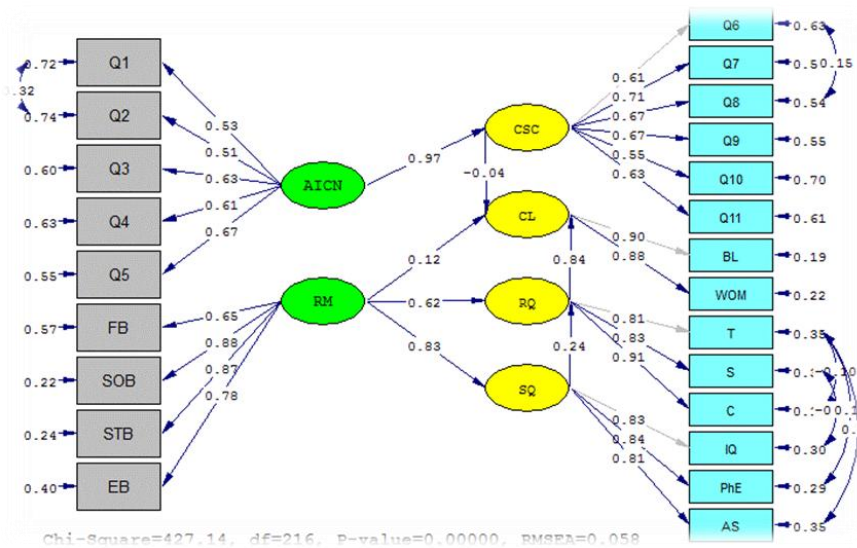 Q6 0.63
0.72 Q1 0.15
Q7
0.61
0.71
Q2 0.53 CSC 0.67 Q8 0.54
0.74 0.51 0.67 Q9 0.55
0.60 Q3 0.63 AICN 0.97 0.55 Q10 0.70
0.61 -0.04 0.63
0.63 Q4 0.67 CL Q11 0.61
0.90 BL 0.19
0.55 Q5 0.12 0.84 0.88
WOM 0.22
0.57 FB 0.65 RM 0.62 RQ 0.81 T 0.35
0.88 0.83
0.22 SOB 0.87 0.83 0.24 0.91 S
0.78 C
0.24 STB SQ 0.83 IQ 0.30
0.84
0.40 EB 0.81 PhE 0.29
AS 0.35
Chi-Square=427.14, df=216, P-value=0.00000, RMSEA=0.058